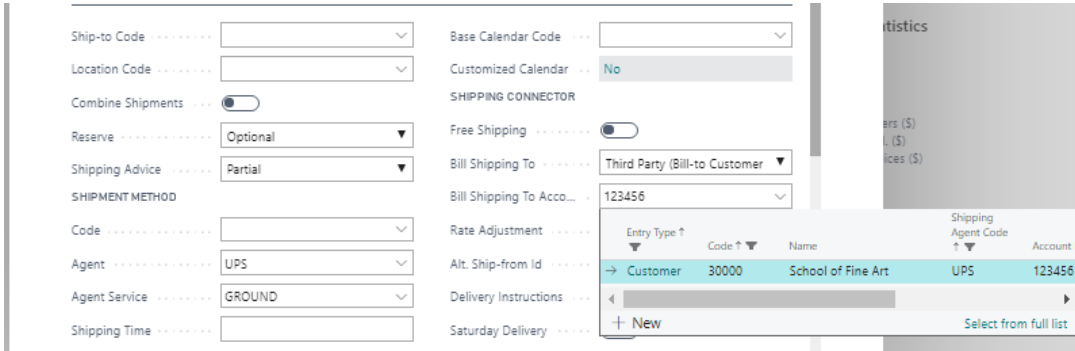 Ship-to Code
Location Code
Combine Shipments
Reserve Optional
Shipping Advice Partial
SHIPMENT METHOD
Code
Agent UPS
Agent Service GROUND
Shipping Time
Base Calendar Code
Customized Calendar No
SHIPPING CONNECTOR
Free Shipping
Bill Shipping To Third Party (Bill-to Customer
Bill Shipping To Acco... 123456
Rate Adjustment
Alt. Ship-from Id
Delivery Instructions
Saturday Delivery
Entry Type ↑ Code ↑ Name Shipping Agent Code ↑ Account
→ Customer 30000 School of Fine Art UPS 123456
+ New Select from full list
tistics
ers ($)
l. ($)
ices ($)